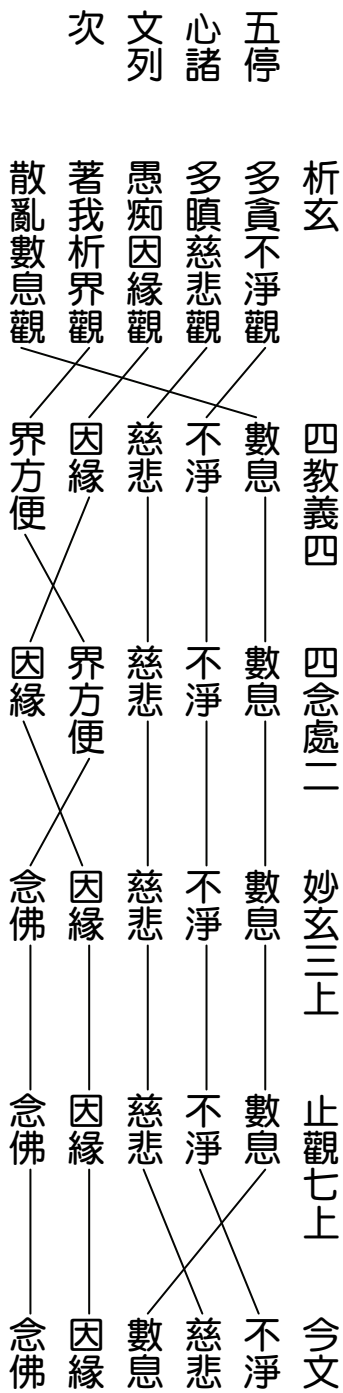 五停
心諸
文列
次
析玄
多貪不淨觀
多瞋慈悲觀
愚痴因緣觀
著我析界觀
散亂數息觀
四教義四
數息
不淨
慈悲
因緣
界方便
四念處二
數息
不淨
慈悲
界方便
因緣
妙玄三上
數息
不淨
慈悲
因緣
念佛
止觀七上
數息
不淨
慈悲
因緣
念佛
今文
不淨
慈悲
數息
因緣
念佛